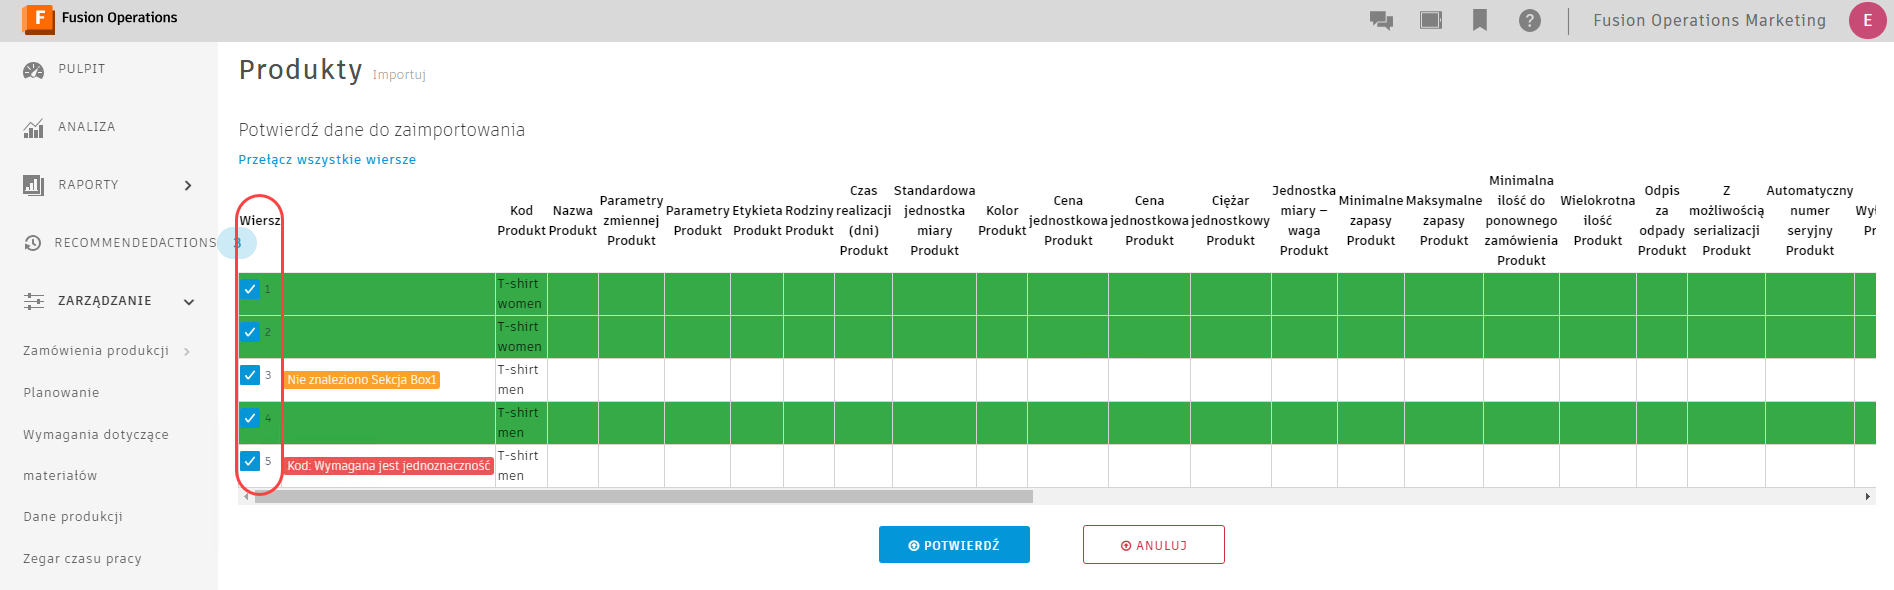 F Fusion Operations
Fusion Operations Marketing
E
PULPIT
ANALIZA
RAPORTY
RECOMMENDEDACTIONS
3
ZARZĄDZANIE
Zamówienia produkcji
Planowanie
Wymagania dotyczące
materiałów
Dane produkcji
Zegar czasu pracy
Produkty Importuj
Potwierdź dane do zaimportowania
Przełącz wszystkie wiersze
Wiersz
Kod
Produkt
Nazwa
Produkt
Parametry
zmiennej
Produkt
Parametry
Produkt
Etykieta
Produkt
Rodziny
Produkt
Czas
realizacji
(dni)
Produkt
Standardowa
jednostka
miary
Produkt
Kolor
Produkt
Cena
jednostkowa
Produkt
Cena
jednostkowa
Produkt
Ciężar
jednostkowy
Produkt
Jednostka
miary –
waga
Produkt
Minimalne
zapasy
Produkt
Maksymalne
zapasy
Produkt
Minimalna
ilość do
ponownego
zamówienia
Produkt
Wielokrotna
ilość
Produkt
Odpis
za
odpady
Produkt
Z
możliwością
serializacji
Produkt
Automatyczny
numer
seryjny
Produkt
1
T-shirt
women
2
T-shirt
women
3
Nie znaleziono Sekcja Box1
T-shirt
men
4
T-shirt
men
5
Kod: Wymagana jest jednoznaczność
T-shirt
men
POTWIERDŹ
ANULUJ